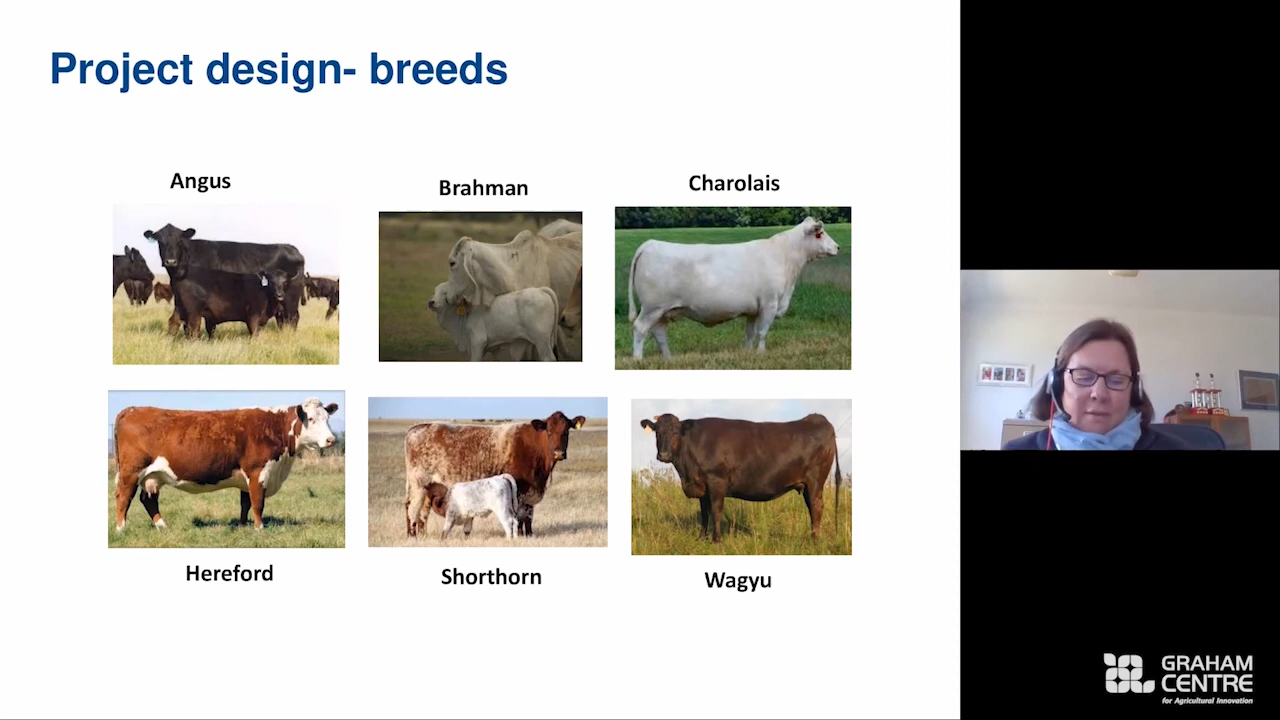 Project design- breeds
Angus
Brahman
Charolais
Hereford
Shorthorn
Wagyu
GRAHAM
CENTRE
for Agricultural Innovation